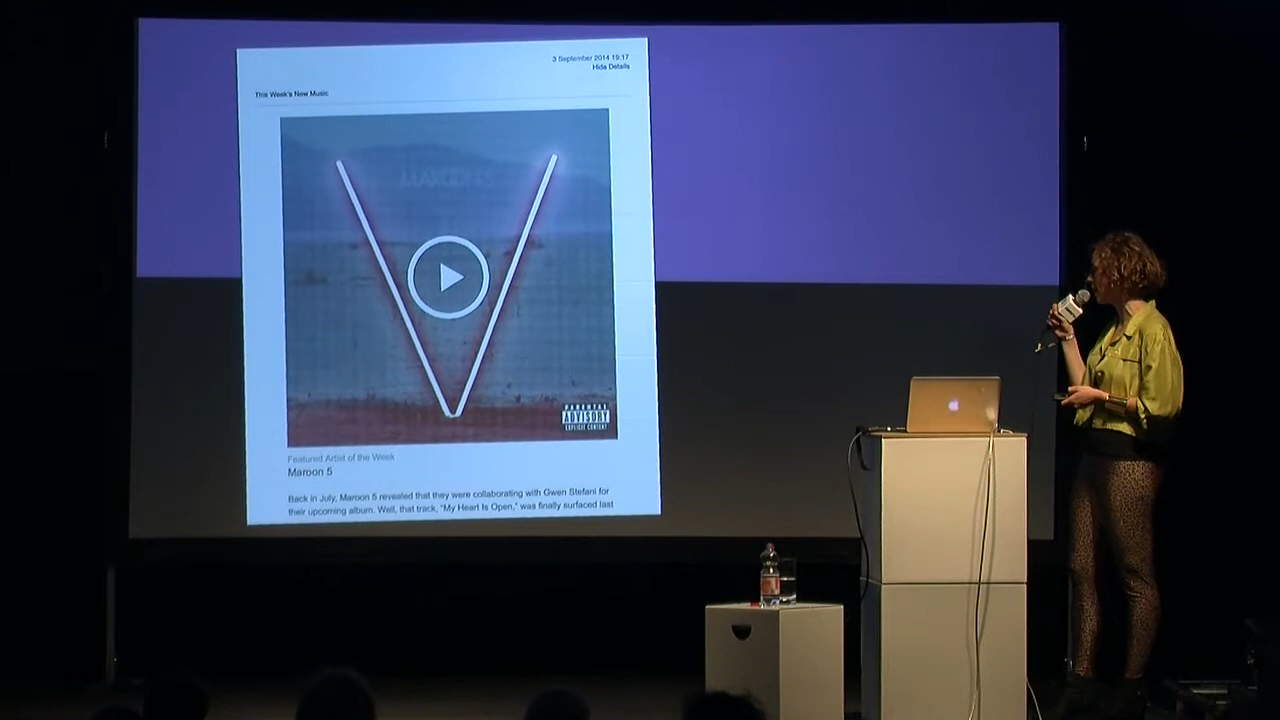 3 September 2014 19:17
Hide Details
This Week's New Music
MAROON 5
PARENTAL
ADVISORY
EXPLICIT CONTENT
Featured Artist of the Week
Maroon 5
Back in July, Maroon 5 revealed that they were collaborating with Gwen Stefani for
their upcoming album. Well, that track, "My Heart Is Open," was finally surfaced last